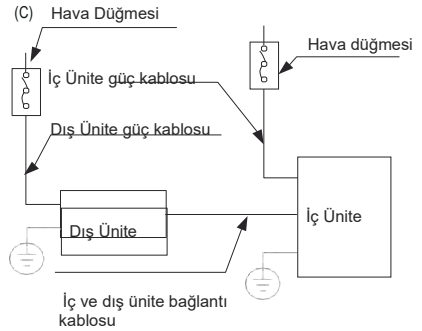 (C) Hava Düğmesi
Hava düğmesi
İç Ünite güç kablosu
Dış Ünite güç kablosu
İç Ünite
Dış Ünite
İç ve dış ünite bağlantı
kablosu